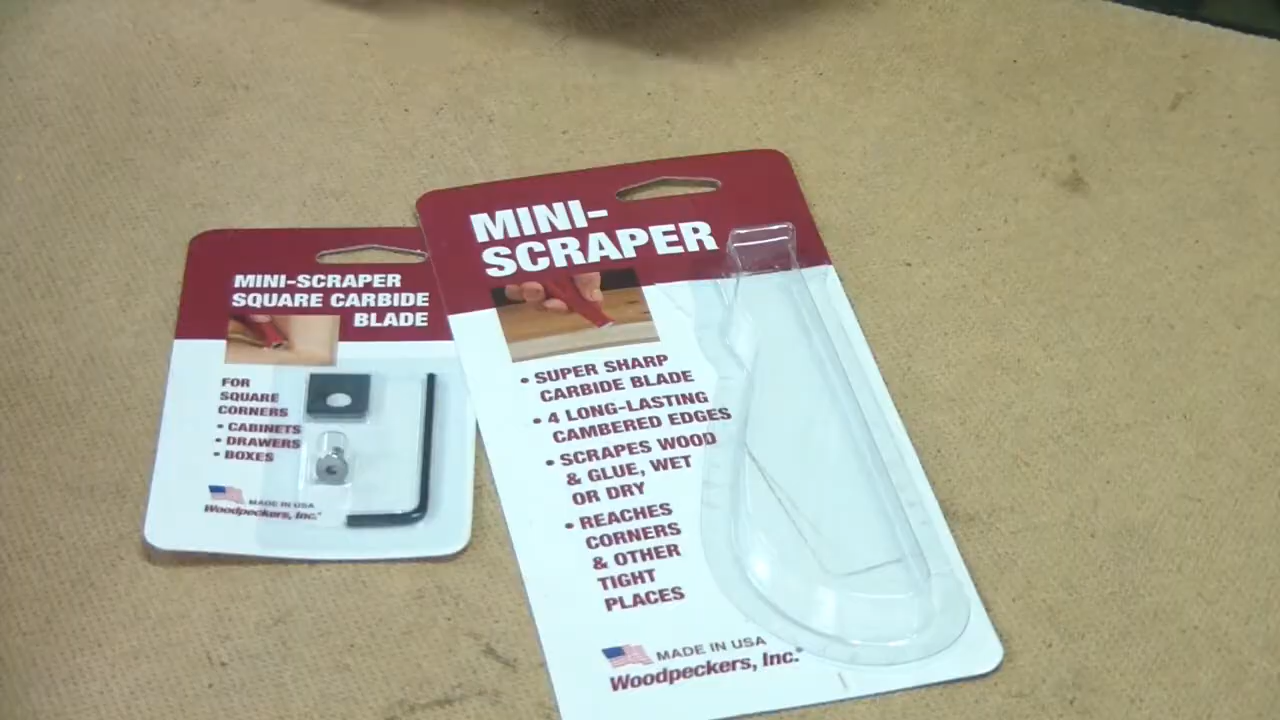 MINI-SCRAPER
SQUARE CARBIDE
BLADE
FOR
SQUARE
CORNERS
• CABINETS
• DRAWERS
• BOXES
MADE IN USA
Woodpeckers, Inc.®
MINI-
SCRAPER
• SUPER SHARP
CARBIDE BLADE
• 4 LONG-LASTING
CAMBERED EDGES
• SCRAPES WOOD
& GLUE, WET
OR DRY
• REACHES
CORNERS
& OTHER
TIGHT
PLACES
MADE IN USA
Woodpeckers, Inc.®